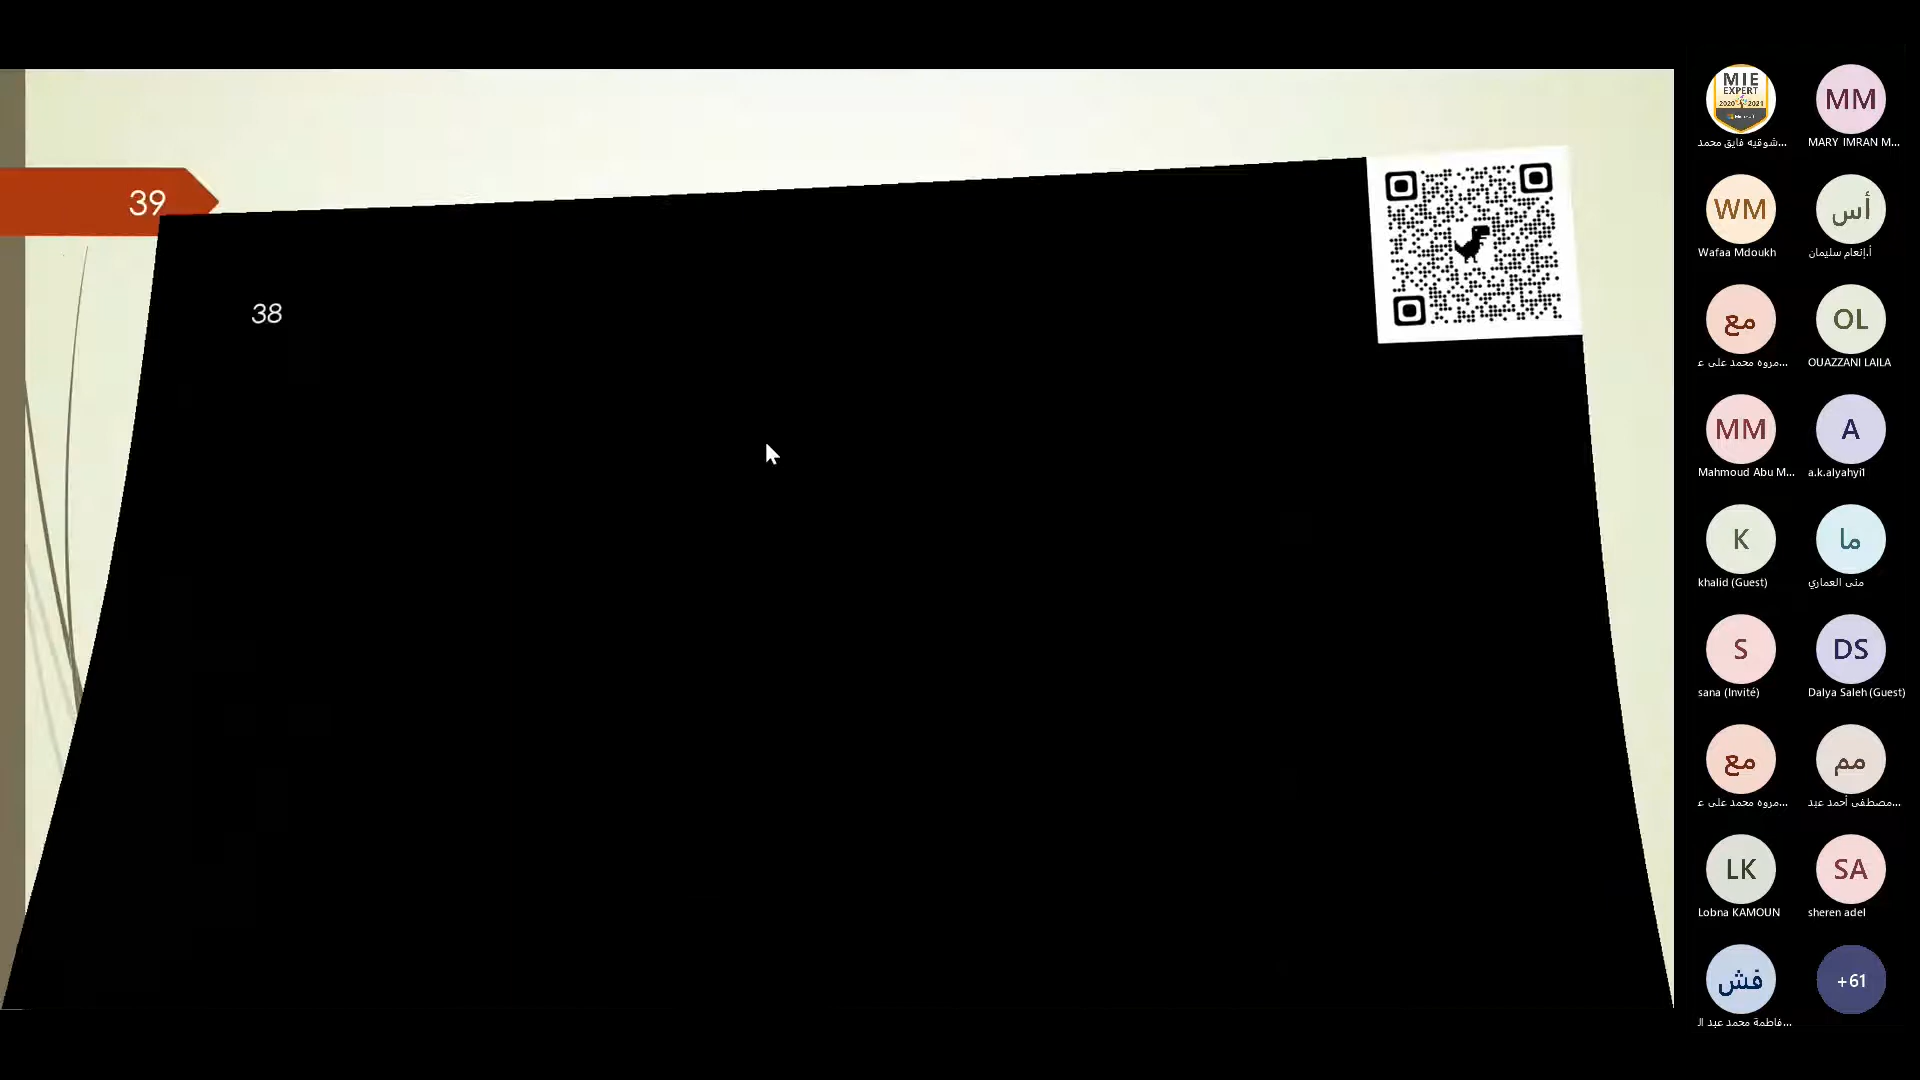 39
38
MIE
EXPERT
2020 2021
Microsoft
شوقيه فايق محمد...
MM
MARY IMRAN M...
WM
Wafaa Mdoukh
أس
أ.إنعام سليمان
مع
مروه محمد على ع...
OL
OUAZZANI LAILA
MM
Mahmoud Abu M...
A
a.k.alyahyi1
K
khalid (Guest)
ما
منى العماري
S
sana (Invité)
DS
Dalya Saleh (Guest)
مع
مروه محمد على ع...
مم
مصطفى أحمد عبد...
LK
Lobna KAMOUN
SA
sheren adel
فش
فاطمة محمد عبد ال...
+61